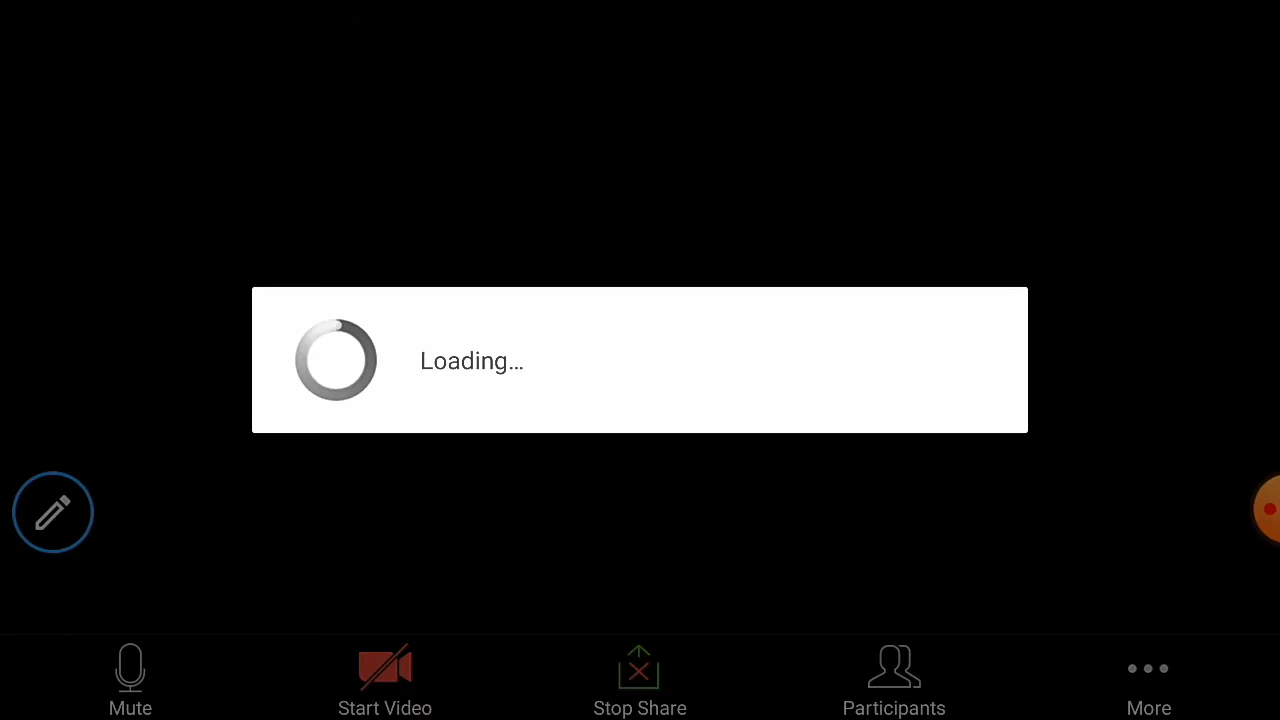 Loading...
Mute
Start Video
Stop Share
Participants
More